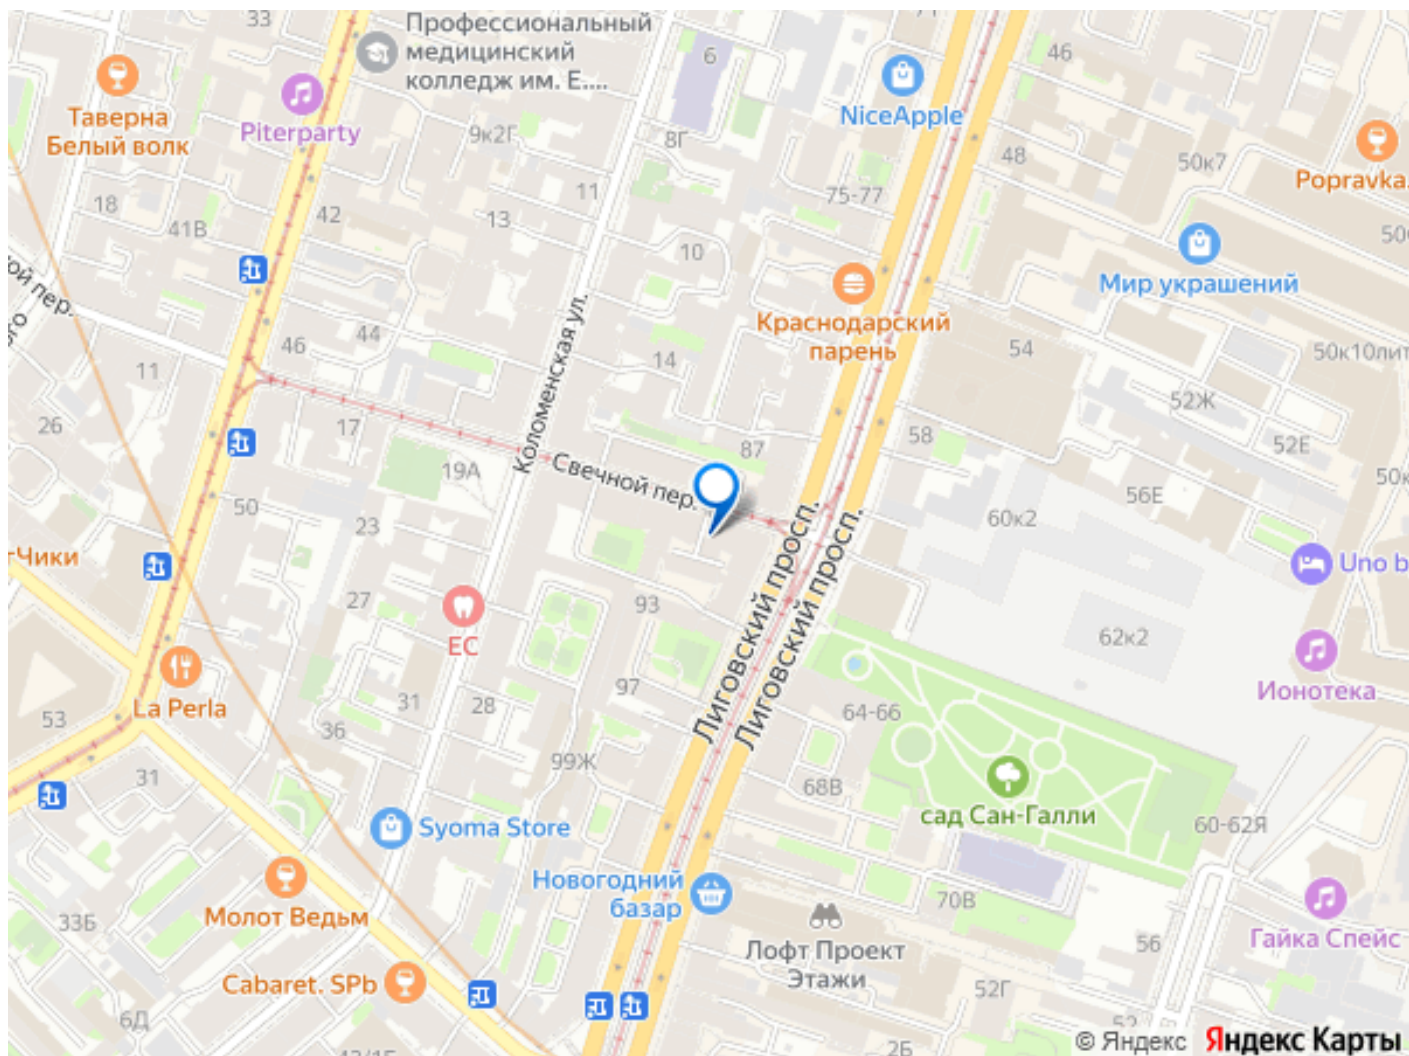 33
Профессиональный
медицинский
колледж им. Е....
6
46
Таверна
Белый волк
Piterparty
9к2Г
8Г
NiceApple
48
50к7
Popravka.
11
75-77
18
41В
42
13
10
ой пер.
Мир украшений
Краснодарский
парень
44
46
14
54
50к10лит
11
Коломенская ул.
52Ж
26
17
19А
87
58
52Е
Свечной пер.
56Е
50
23
60к2
Лиговский просп.
Лиговский просп.
гЧики
Uno b
27
93
62к2
ЕС
Ионотека
97
31
28
64-66
La Perla
53
36
99Ж
31
68В
сад Сан-Галли
60-62Я
Syoma Store
Новогодний
базар
Молот Ведьм
33Б
70В
56
Гайка Спейс
Лофт Проект
Этажи
Cabaret. SPb
52Г
6Д
52
2Б
© Яндекс Яндекс Карты